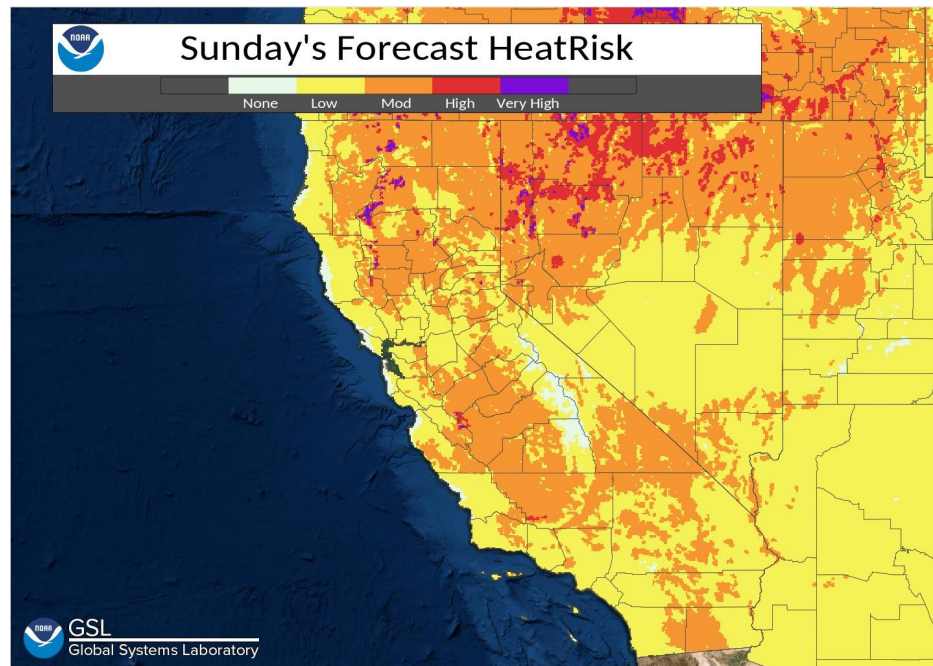 NOAA
Sunday's Forecast HeatRisk
None Low Mod High Very High
NOAA
GSL
Global Systems Laboratory